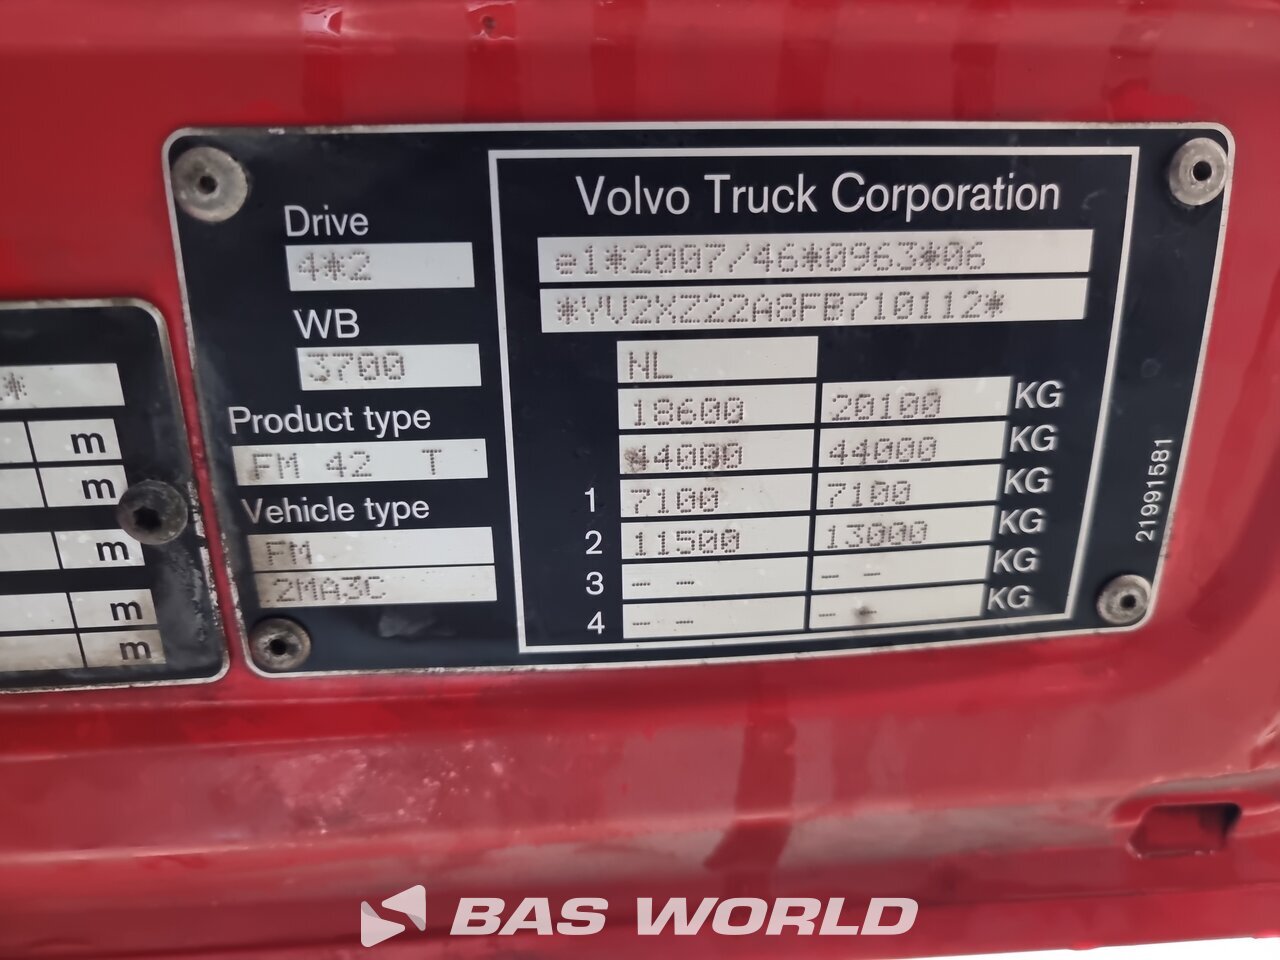 *
m
m
m
m
m
Drive
4*2
WB
3700
Product type
FM 42 T
Vehicle type
FM
2MA3C
Volvo Truck Corporation
e1*2007/46*0963*06
*YV2XZ22A8FB710112*
NL
18600 20100 KG
44000 44000 KG
1 7100 7100 KG
2 11500 13000 KG
3 -- -- KG
4 -- -- KG
21991581
BAS WORLD